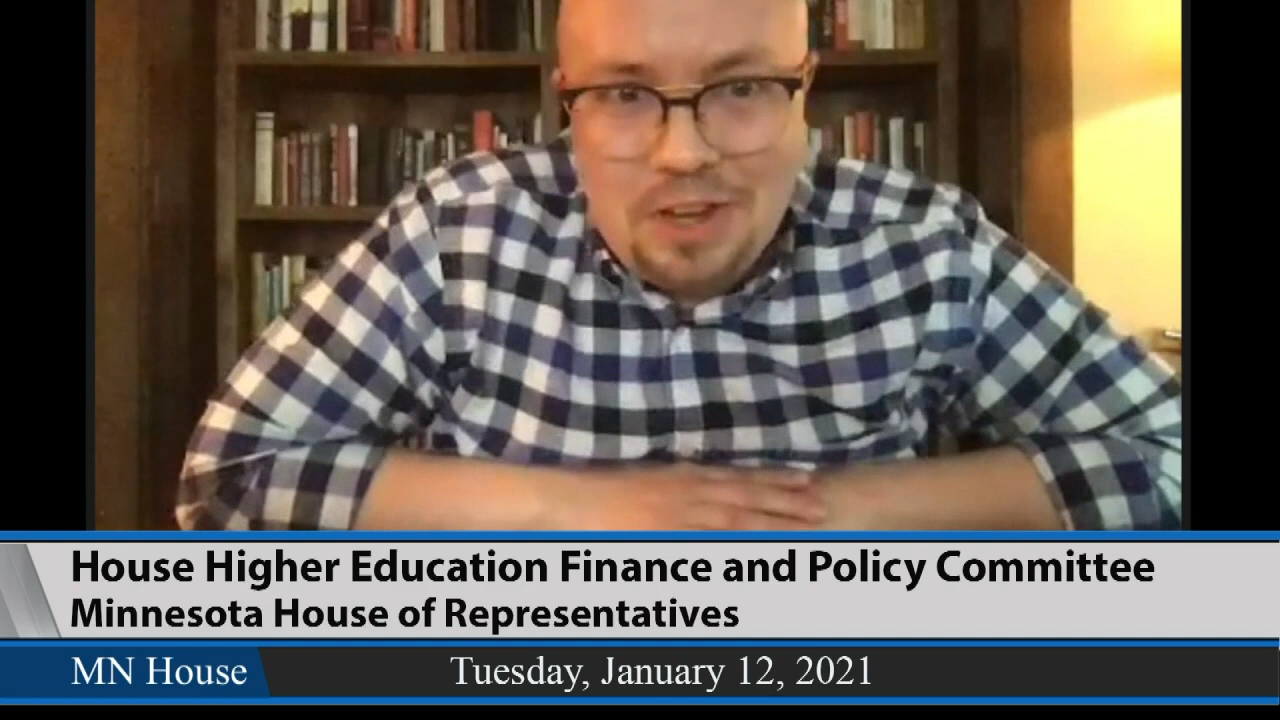 House Higher Education Finance and Policy Committee
Minnesota House of Representatives
MN House
Tuesday, January 12, 2021